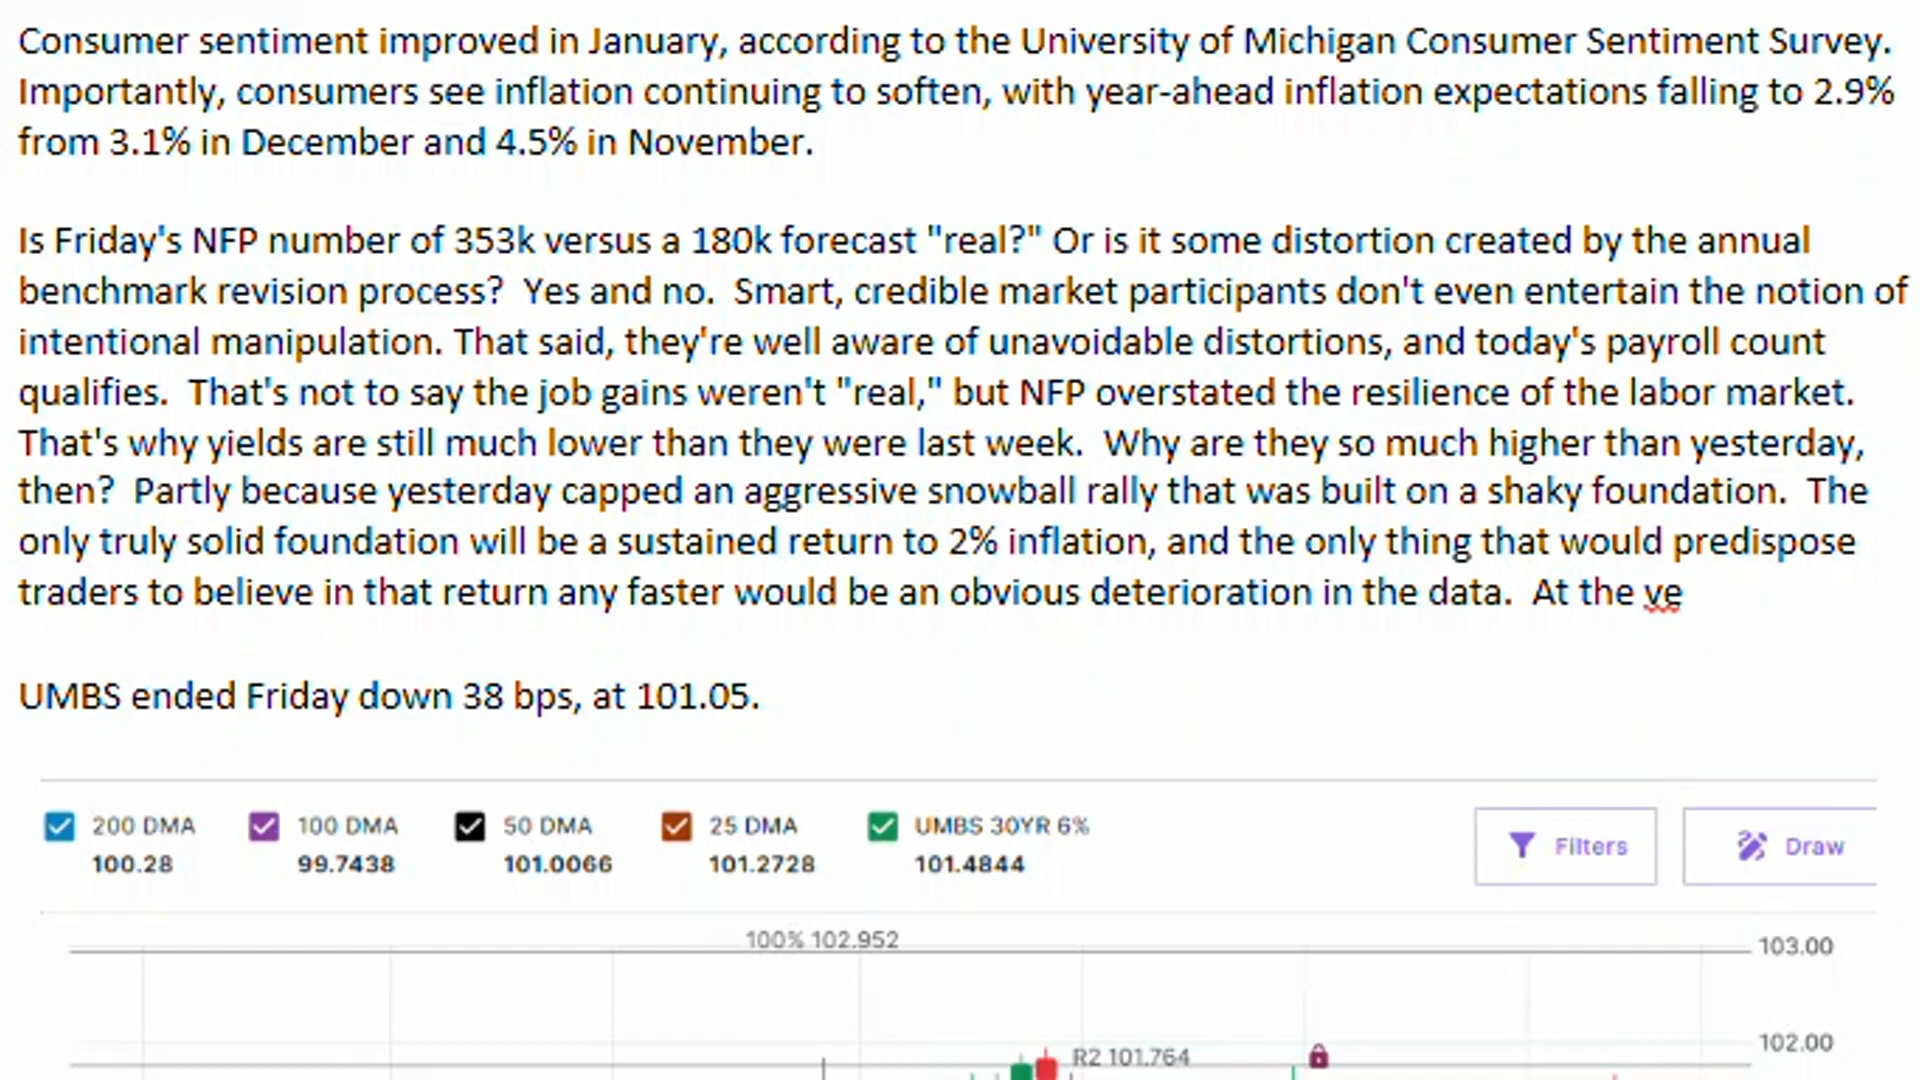 Consumer sentiment improved in January, according to the University of Michigan Consumer Sentiment Survey.
Importantly, consumers see inflation continuing to soften, with year-ahead inflation expectations falling to 2.9%
from 3.1% in December and 4.5% in November.
Is Friday's NFP number of 353k versus a 180k forecast "real?" Or is it some distortion created by the annual
benchmark revision process?  Yes and no.  Smart, credible market participants don't even entertain the notion of
intentional manipulation. That said, they're well aware of unavoidable distortions, and today's payroll count
qualifies.  That's not to say the job gains weren't "real," but NFP overstated the resilience of the labor market.
That's why yields are still much lower than they were last week.  Why are they so much higher than yesterday,
then?  Partly because yesterday capped an aggressive snowball rally that was built on a shaky foundation.  The
only truly solid foundation will be a sustained return to 2% inflation, and the only thing that would predispose
traders to believe in that return any faster would be an obvious deterioration in the data.  At the ve
UMBS ended Friday down 38 bps, at 101.05.
200 DMA 100 DMA 50 DMA 25 DMA UMBS 30YR 6%
100.28 99.7438 101.0066 101.2728 101.4844
Filters Draw
100% 102.952
103.00
102.00
R2 101.764